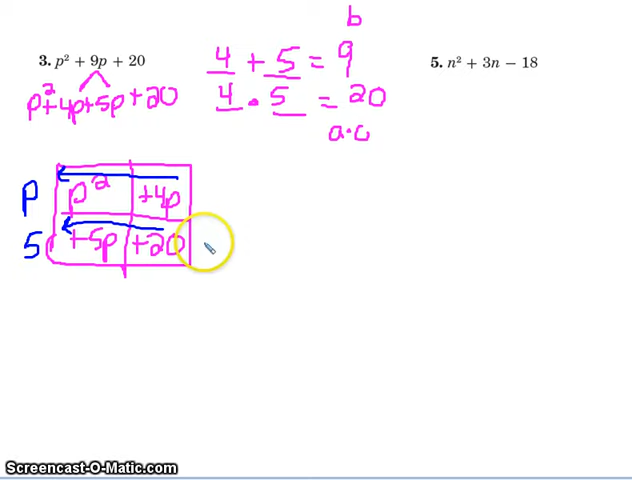 b
3. p² + 9p + 20
4 + 5 = 9
5. n² + 3n − 18
p² + 4p + 5p + 20
4 · 5 = 20
a·c
p p² +4p
5 +5p +20
Screencast-O-Matic.com